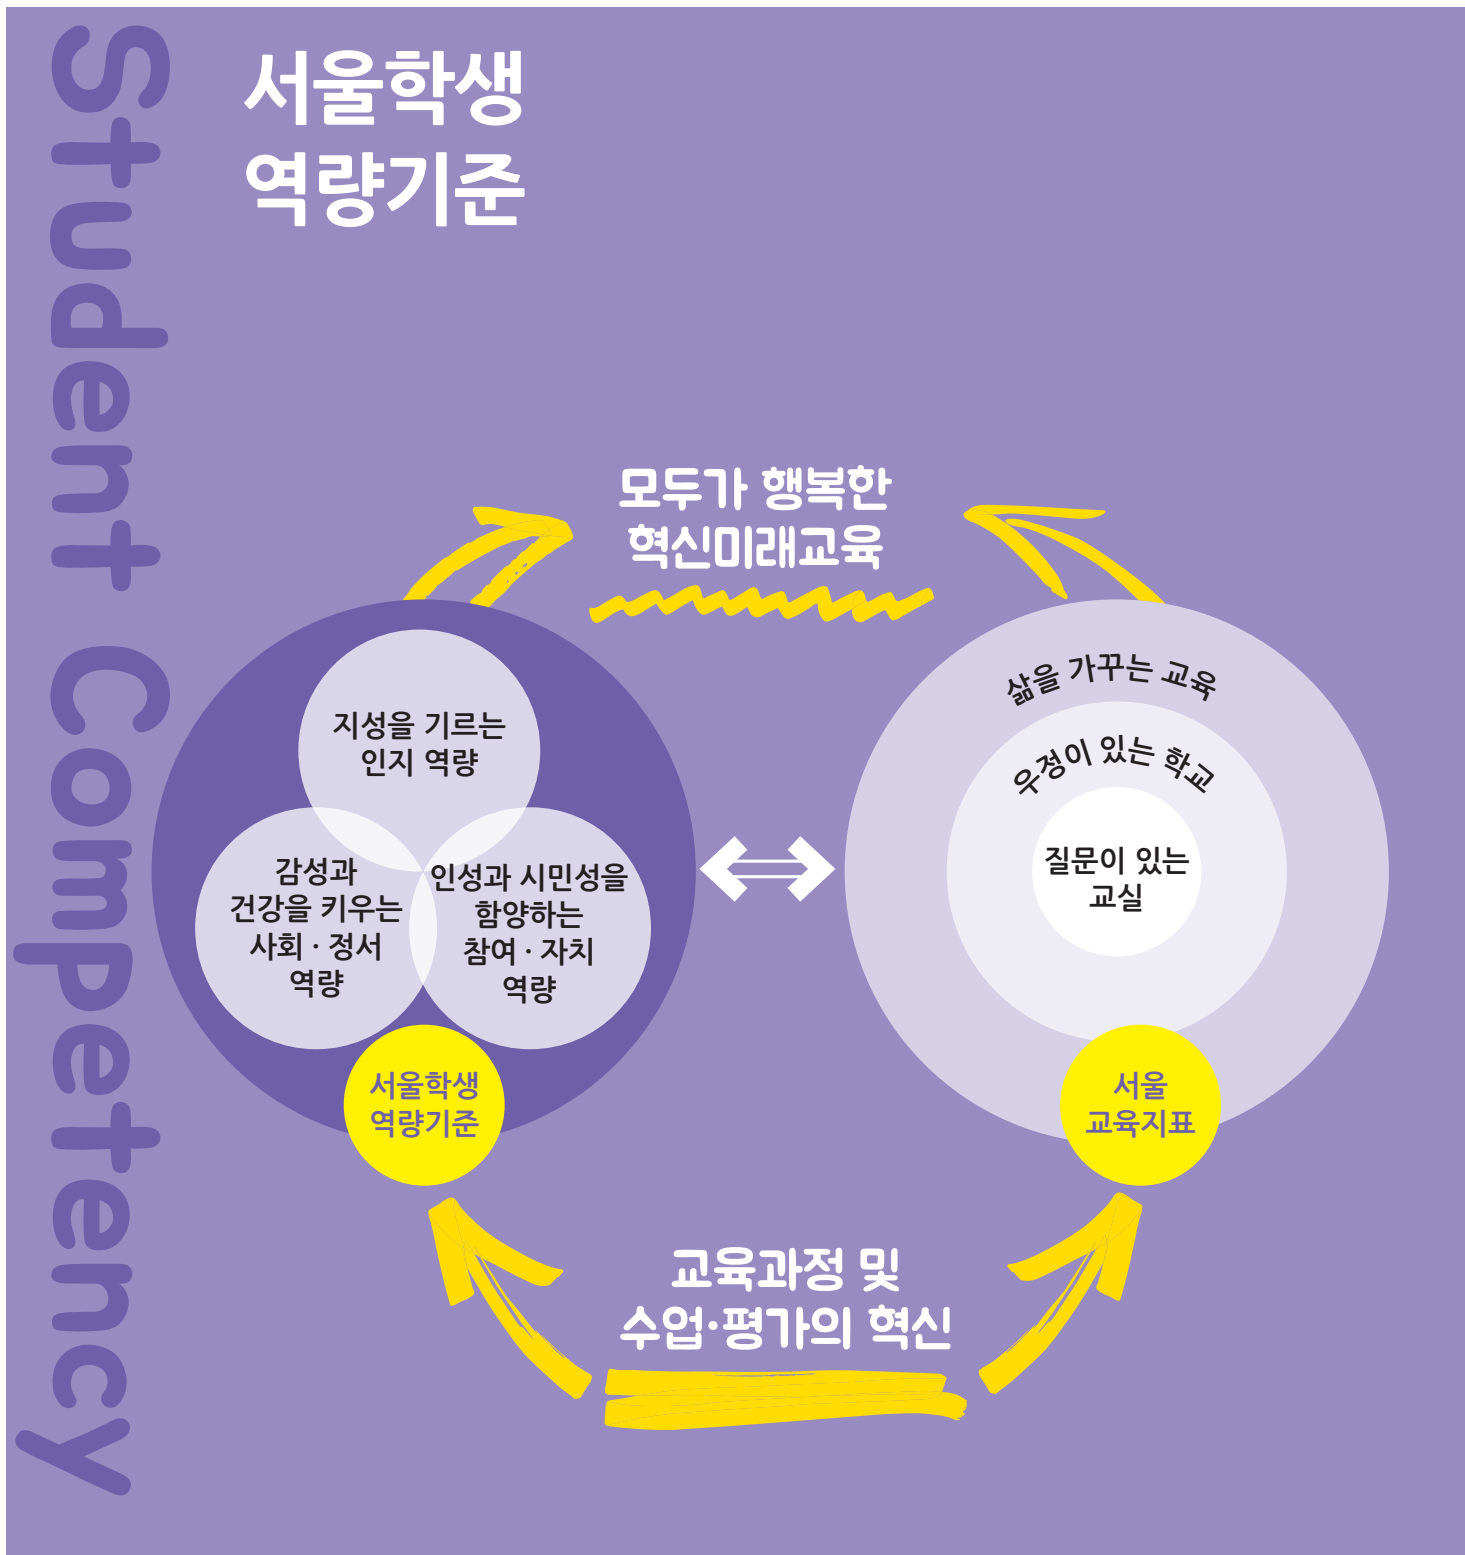 Student Competency
서울학생
역량기준
모두가 행복한
혁신미래교육
지성을 기르는
인지 역량
감성과
건강을 키우는
사회 · 정서
역량
인성과 시민성을
함양하는
참여 · 자치
역량
서울학생
역량기준
삶을 가꾸는 교육
우정이 있는 학교
질문이 있는
교실
서울
교육지표
교육과정 및
수업·평가의 혁신